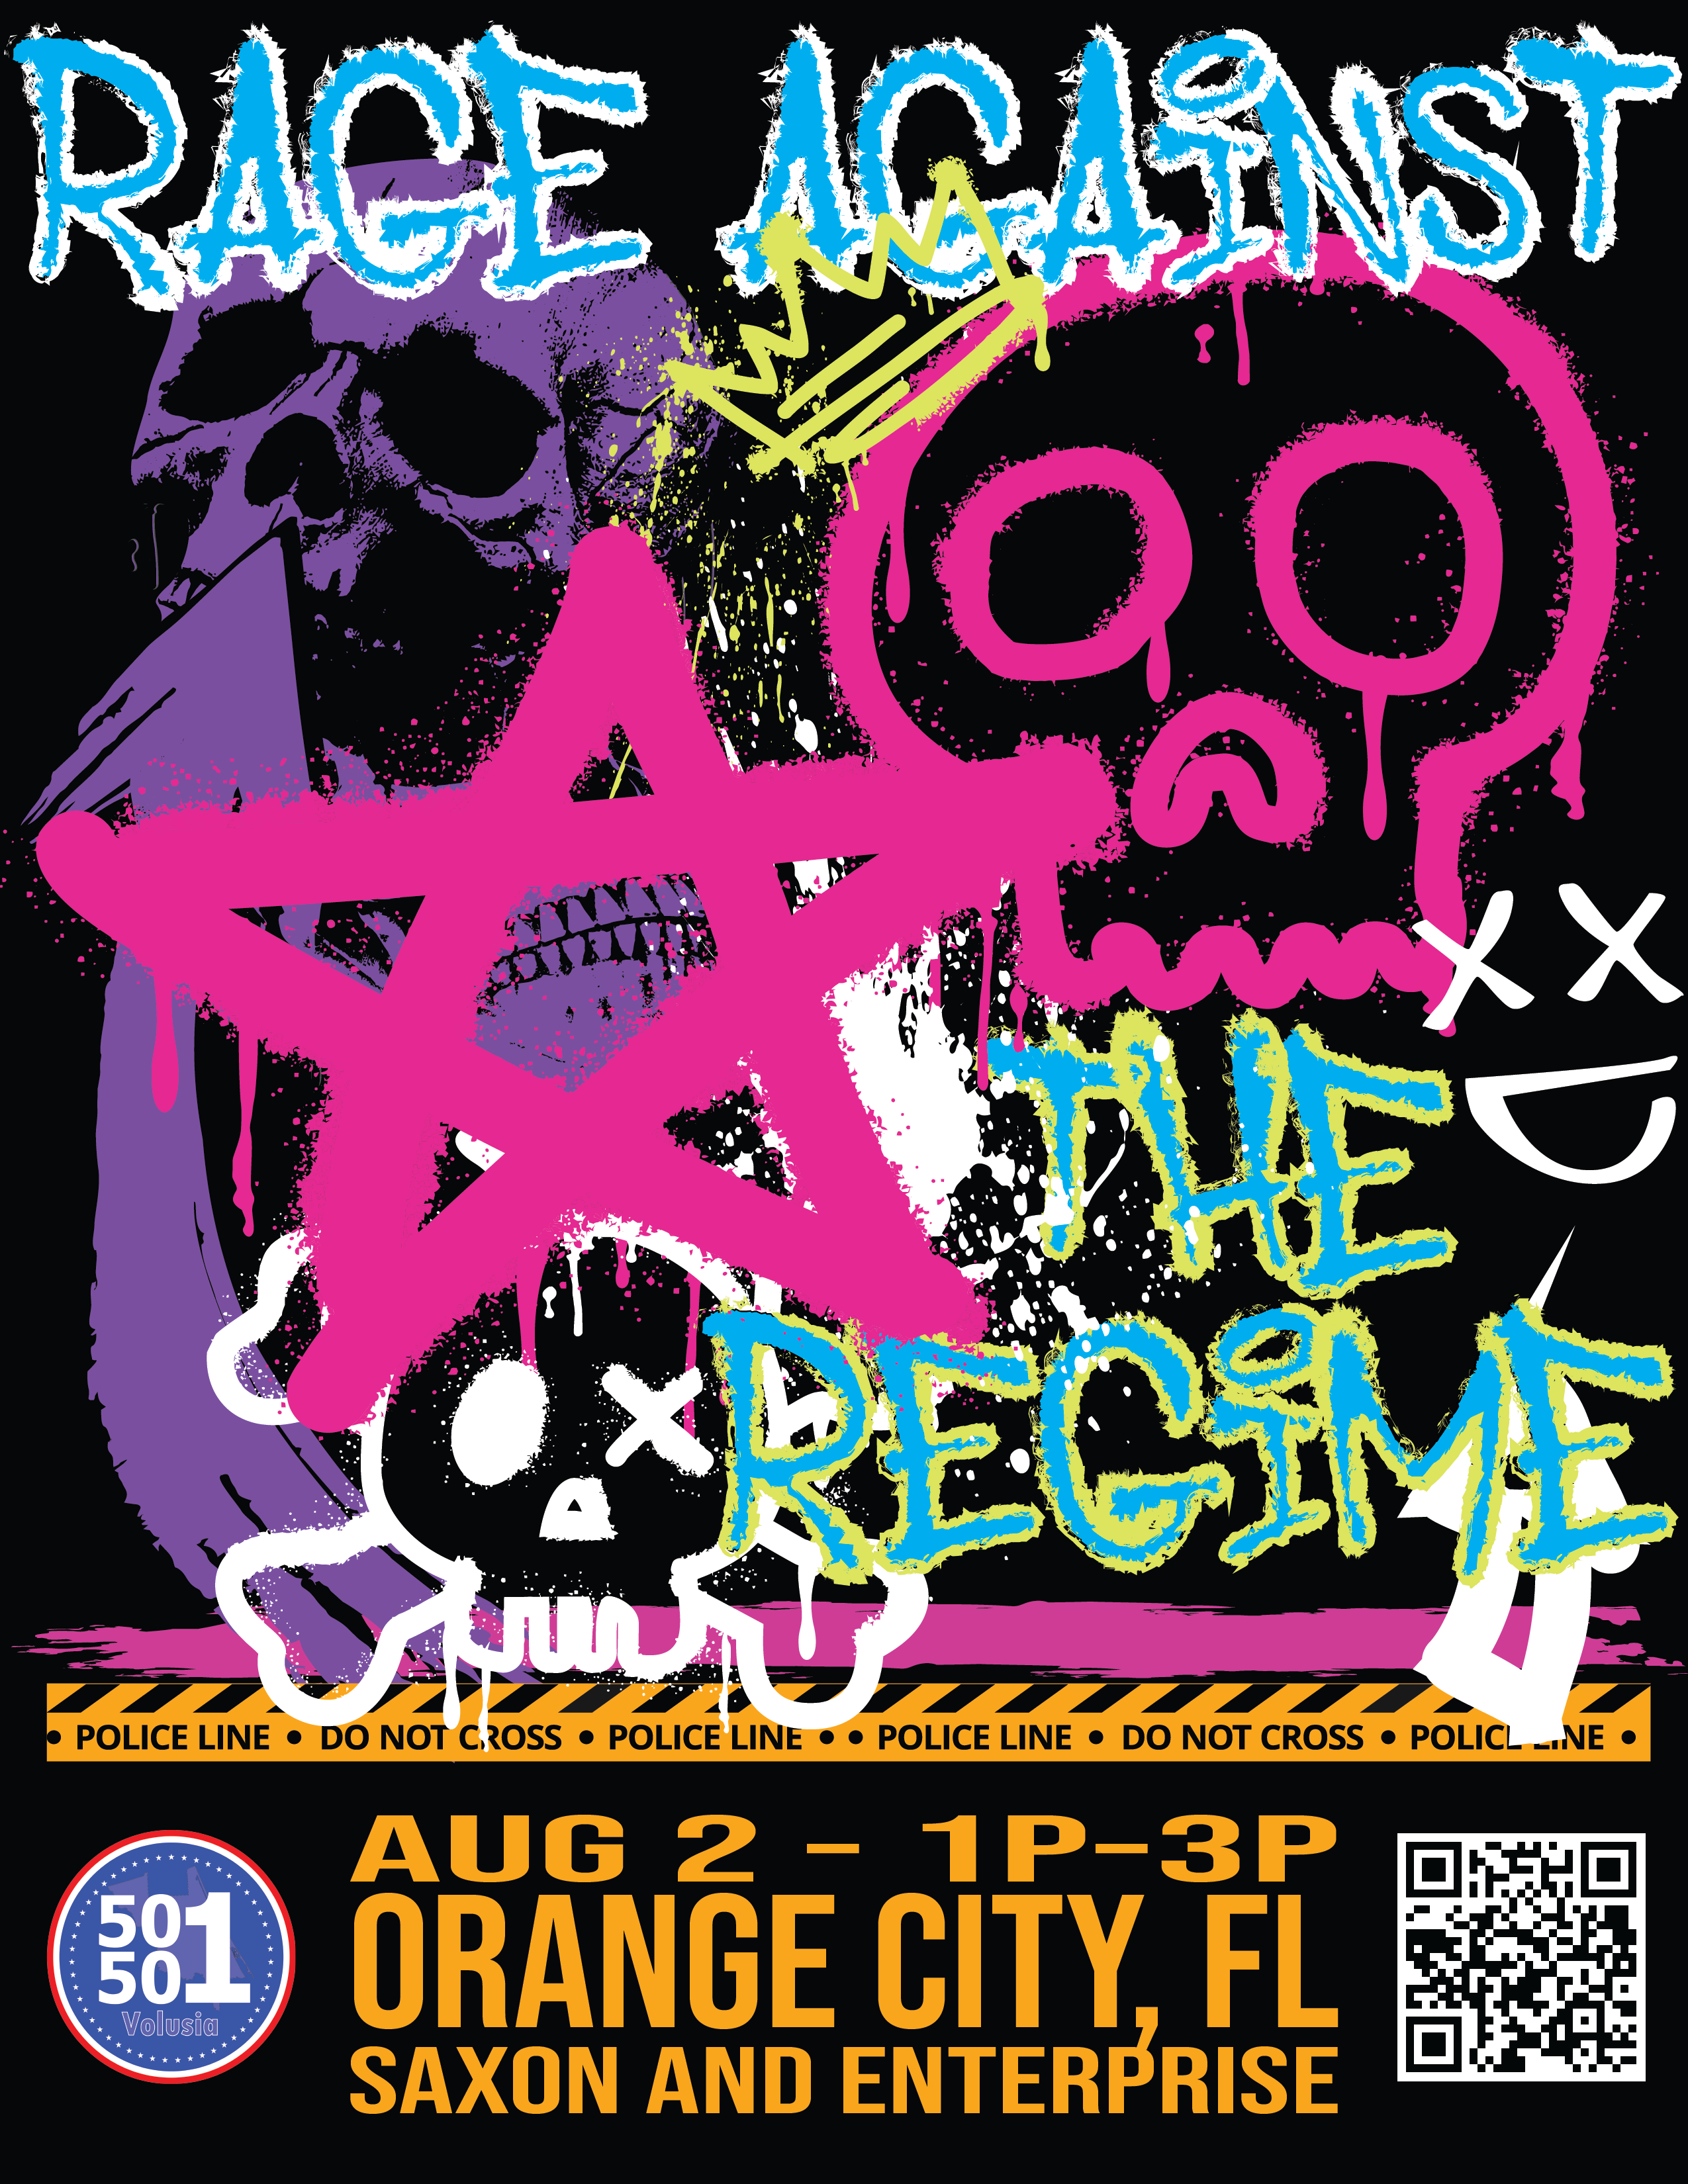 RAGE AGAiNST
THE
REGiME
• POLICE LINE • DO NOT CROSS • POLICE LINE • • POLICE LINE • DO NOT CROSS • POLICE LINE •
AUG 2 - 1P-3P
ORANGE CITY, FL
SAXON AND ENTERPRISE
50
50
1
Volusia